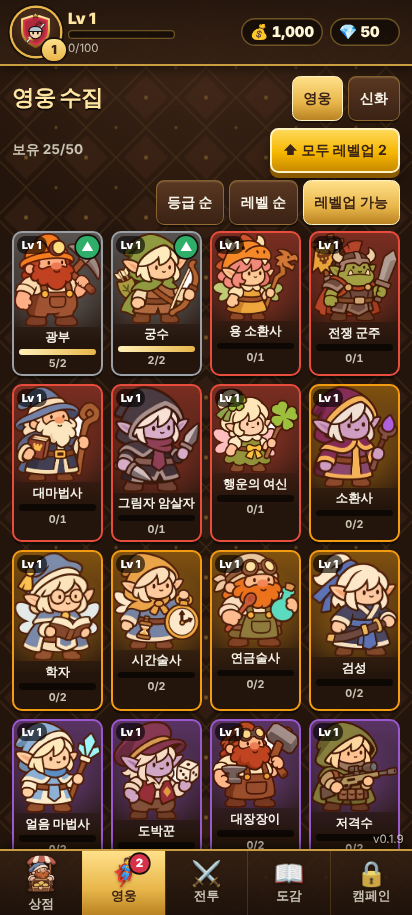 Lv 1
1
0/100
1,000
50
영웅 수집
영웅
신화
보유 25/50
모두 레벨업 2
등급 순
레벨 순
레벨업 가능
Lv 1
광부
5/2
Lv 1
궁수
2/2
Lv 1
용 소환사
0/1
Lv 1
전쟁 군주
0/1
Lv 1
대마법사
0/1
Lv 1
그림자 암살자
0/1
Lv 1
행운의 여신
0/1
Lv 1
소환사
0/2
Lv 1
학자
0/2
Lv 1
시간술사
0/2
Lv 1
연금술사
0/2
Lv 1
검성
0/2
Lv 1
얼음 마법사
Lv 1
도박꾼
Lv 1
대장장이
0/2
Lv 1
저격수
v0.1.9
상점
2
영웅
전투
도감
캠페인